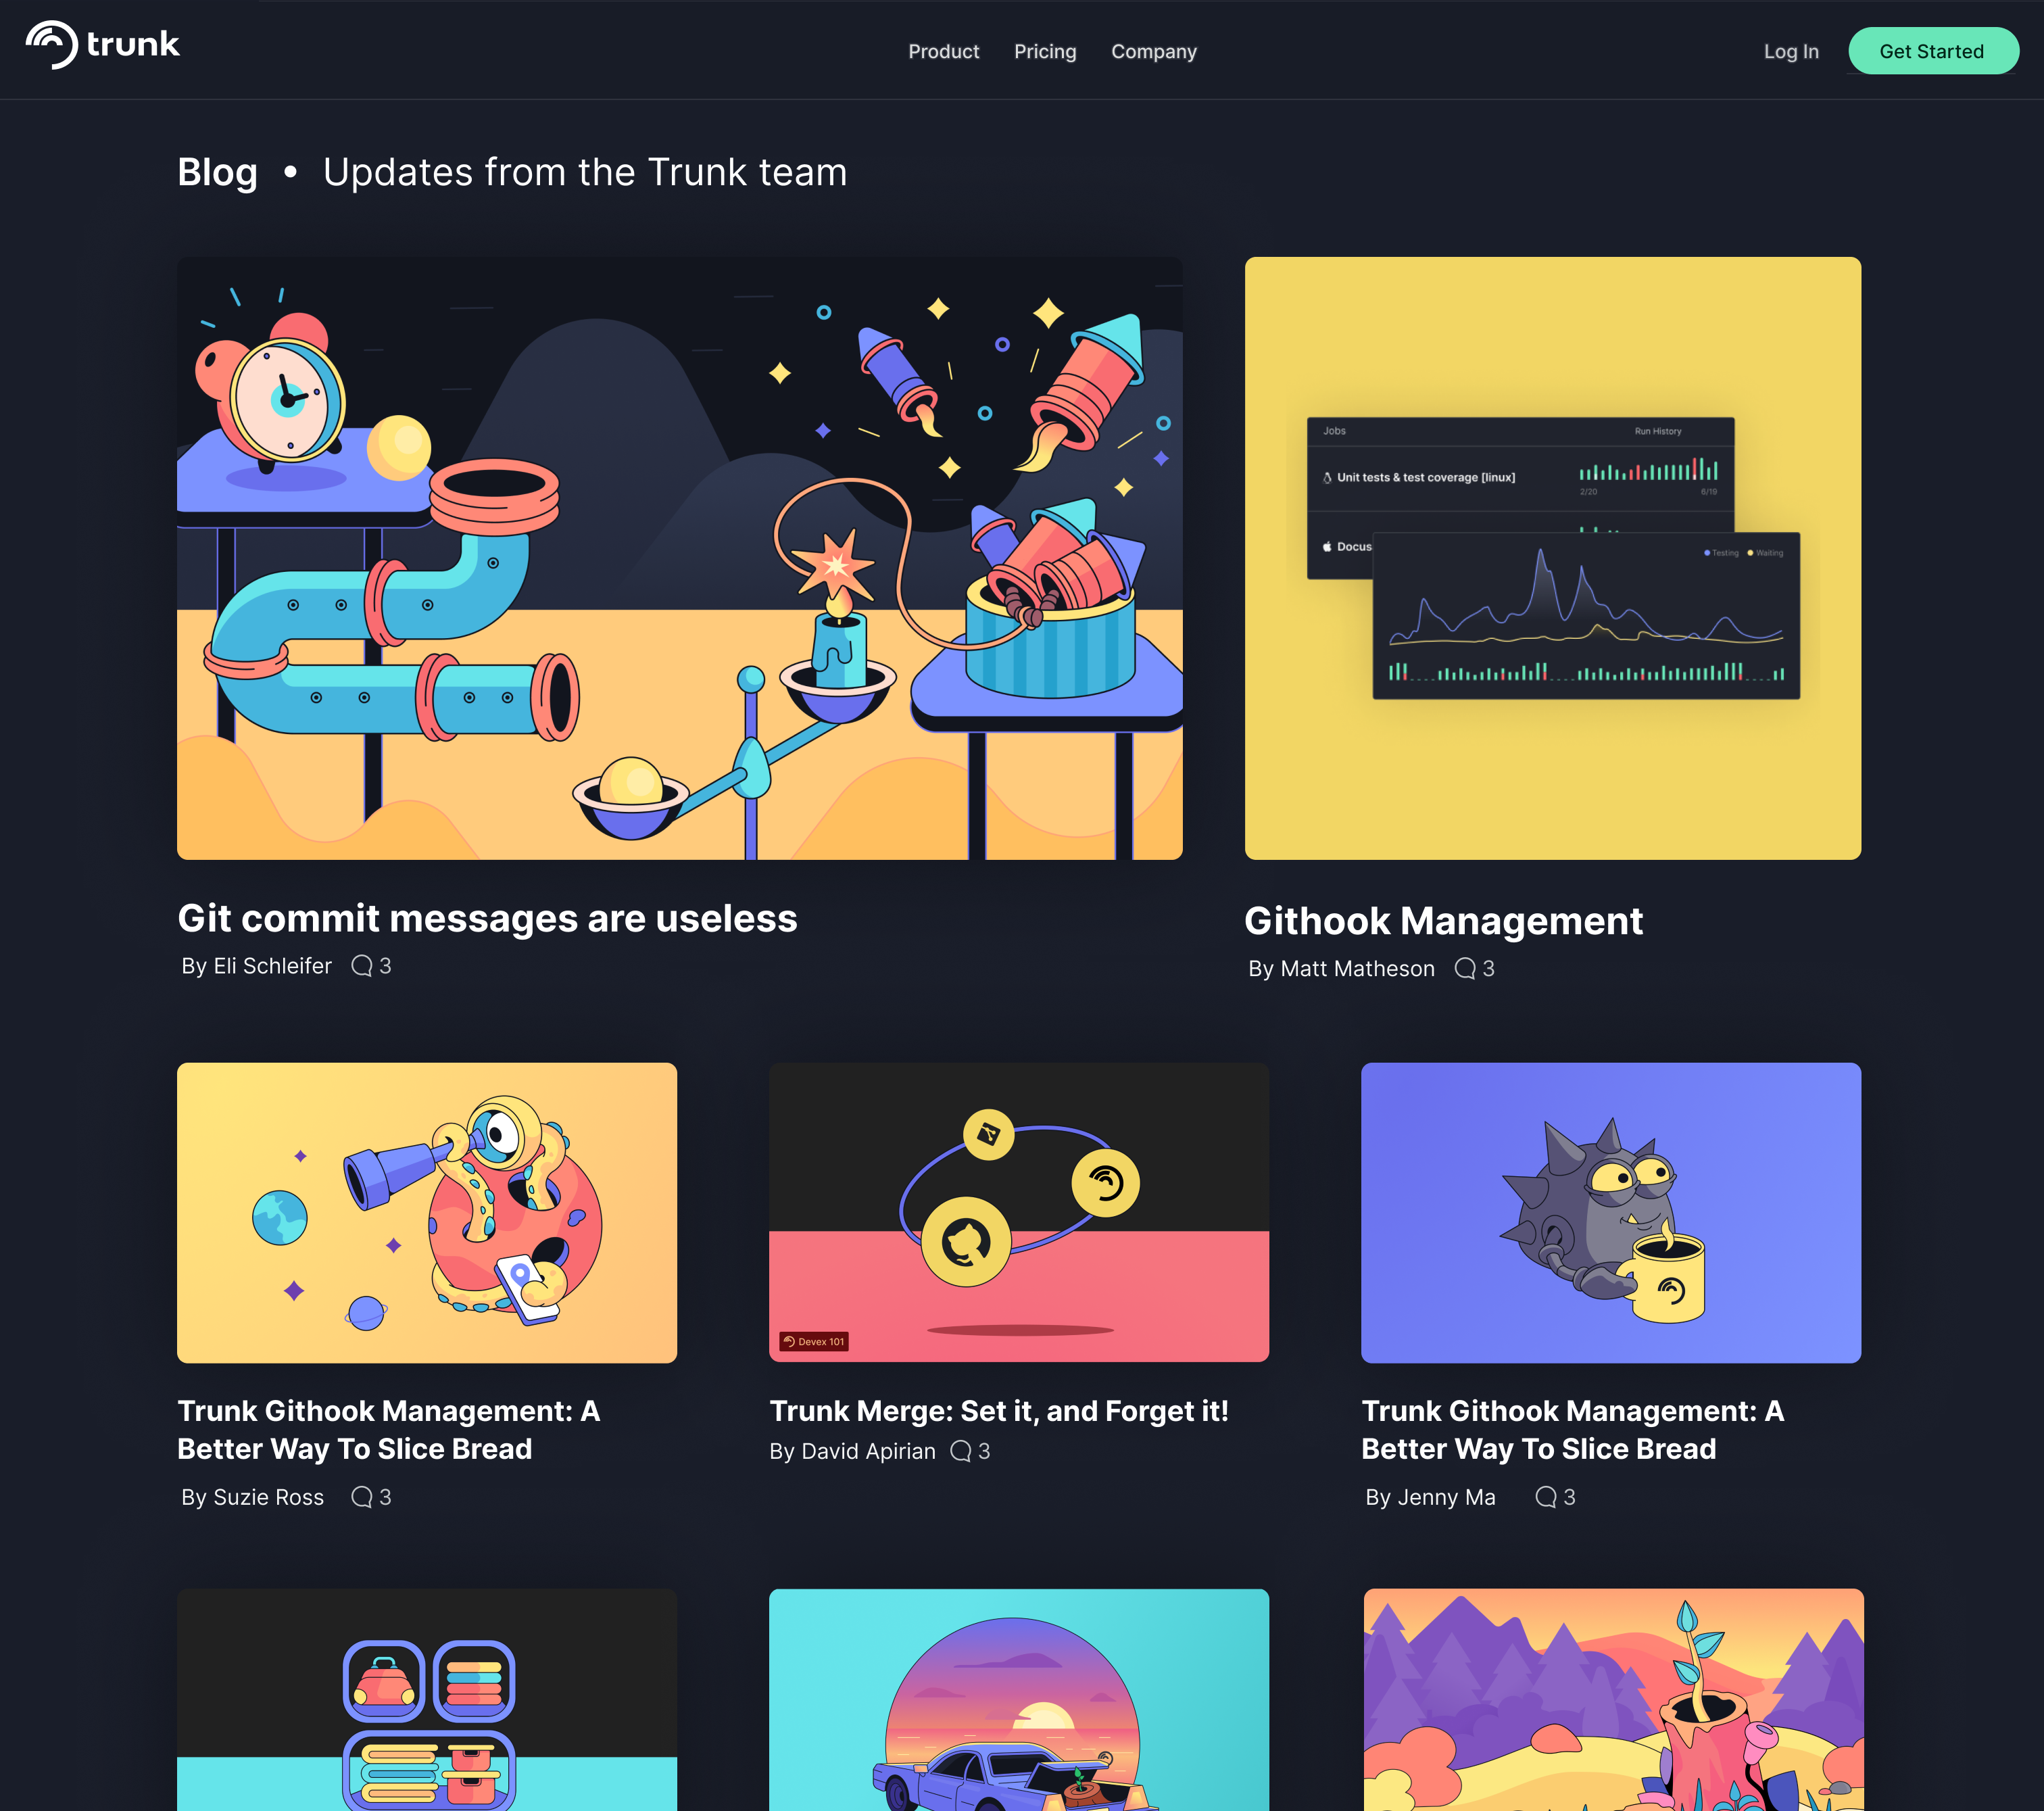 trunk
Product Pricing Company
Log In
Get Started
Blog • Updates from the Trunk team
Jobs Run History
Unit tests & test coverage [linux]
2/20 6/19
Docus
Testing Waiting
Git commit messages are useless
By Eli Schleifer 3
Githook Management
By Matt Matheson 3
Devex 101
Trunk Githook Management: A
Better Way To Slice Bread
By Suzie Ross 3
Trunk Merge: Set it, and Forget it!
By David Apirian 3
Trunk Githook Management: A
Better Way To Slice Bread
By Jenny Ma 3